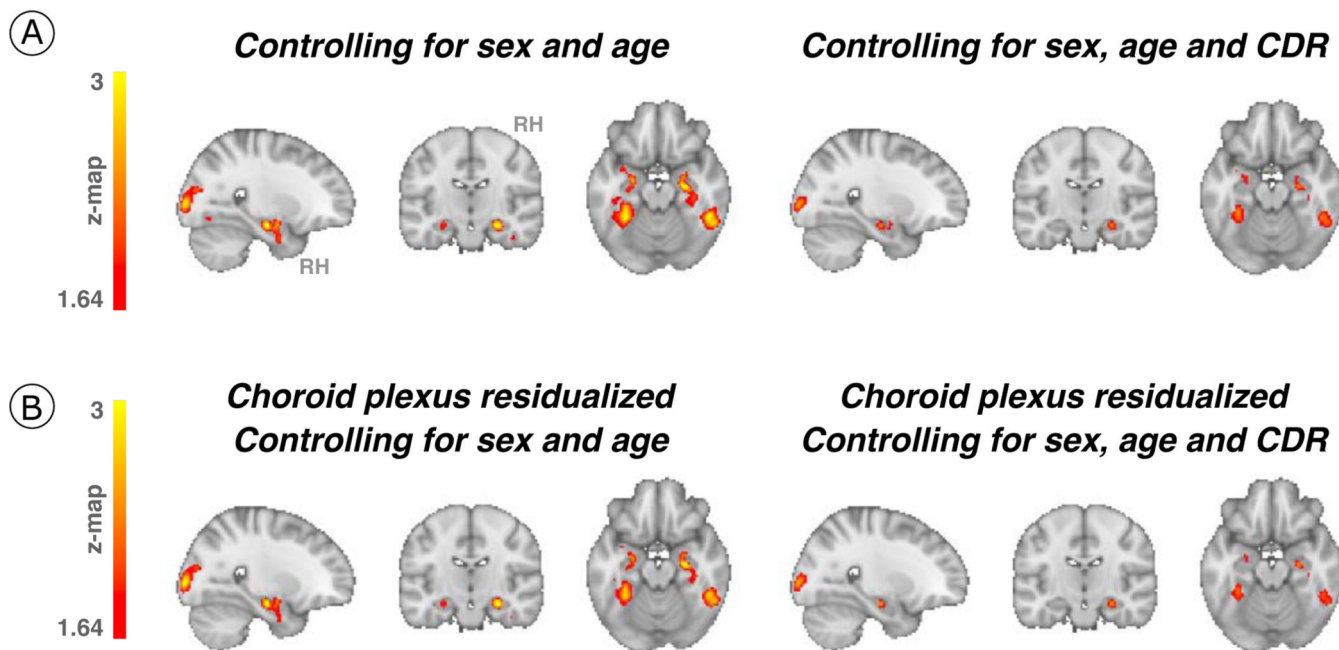 A
Controlling for sex and age
Controlling for sex, age and CDR
3
z-map
1.64
RH
RH
B
Choroid plexus residualized
Controlling for sex and age
Choroid plexus residualized
Controlling for sex, age and CDR
3
z-map
1.64